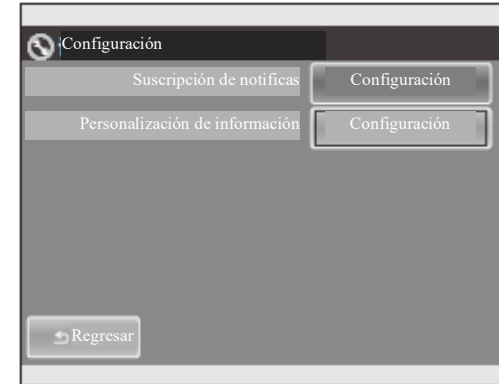 Configuración
Suscripción de notificas Configuración
Personalización de información Configuración
Regresar